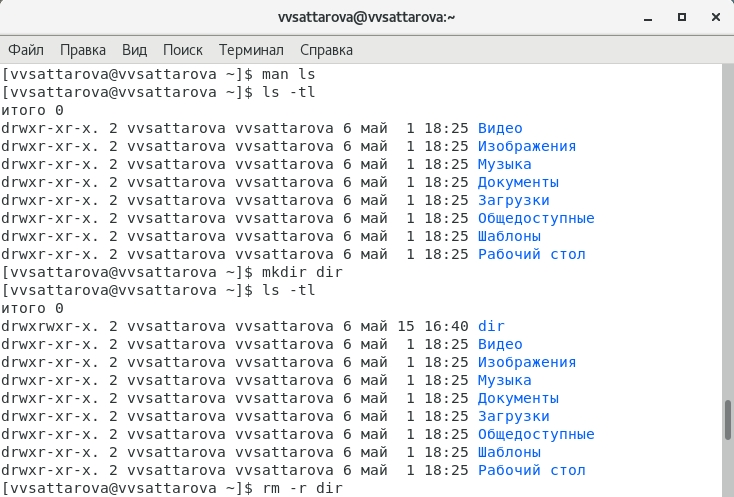 vvsattarova@vvsattarova:~
Файл Правка Вид Поиск Терминал Справка
[vvsattarova@vvsattarova ~]$ man ls
[vvsattarova@vvsattarova ~]$ ls -tl
итого 0
drwxr-xr-x. 2 vvsattarova vvsattarova 6 май  1 18:25 Видео
drwxr-xr-x. 2 vvsattarova vvsattarova 6 май  1 18:25 Изображения
drwxr-xr-x. 2 vvsattarova vvsattarova 6 май  1 18:25 Музыка
drwxr-xr-x. 2 vvsattarova vvsattarova 6 май  1 18:25 Документы
drwxr-xr-x. 2 vvsattarova vvsattarova 6 май  1 18:25 Загрузки
drwxr-xr-x. 2 vvsattarova vvsattarova 6 май  1 18:25 Общедоступные
drwxr-xr-x. 2 vvsattarova vvsattarova 6 май  1 18:25 Шаблоны
drwxr-xr-x. 2 vvsattarova vvsattarova 6 май  1 18:25 Рабочий стол
[vvsattarova@vvsattarova ~]$ mkdir dir
[vvsattarova@vvsattarova ~]$ ls -tl
итого 0
drwxrwxr-x. 2 vvsattarova vvsattarova 6 май 15 16:40 dir
drwxr-xr-x. 2 vvsattarova vvsattarova 6 май  1 18:25 Видео
drwxr-xr-x. 2 vvsattarova vvsattarova 6 май  1 18:25 Изображения
drwxr-xr-x. 2 vvsattarova vvsattarova 6 май  1 18:25 Музыка
drwxr-xr-x. 2 vvsattarova vvsattarova 6 май  1 18:25 Документы
drwxr-xr-x. 2 vvsattarova vvsattarova 6 май  1 18:25 Загрузки
drwxr-xr-x. 2 vvsattarova vvsattarova 6 май  1 18:25 Общедоступные
drwxr-xr-x. 2 vvsattarova vvsattarova 6 май  1 18:25 Шаблоны
drwxr-xr-x. 2 vvsattarova vvsattarova 6 май  1 18:25 Рабочий стол
[vvsattarova@vvsattarova ~]$ rm -r dir